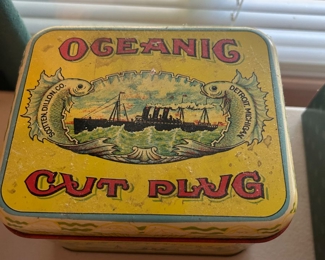 OCEANIC
SCOTTEN, DILLON CO
DETROIT, MICHIGAN
CUT PLUG